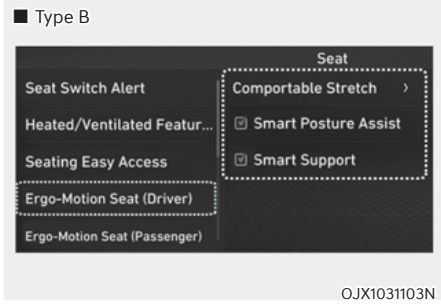 ■ Type B
Seat
Seat Switch Alert
Comportable Stretch >
Heated/Ventilated Featur...
Smart Posture Assist
Seating Easy Access
Smart Support
Ergo-Motion Seat (Driver)
Ergo-Motion Seat (Passenger)
OJX1031103N